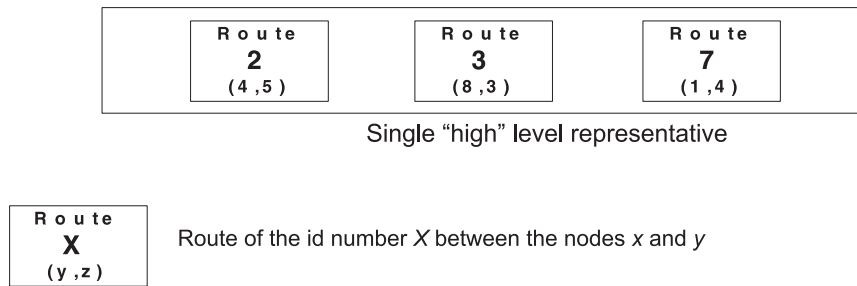 Route Route Route
2 3 7
(4,5) (8,3) (1,4)
Single “high” level representative
Route
X
(y,z)
Route of the id number X between the nodes x and y